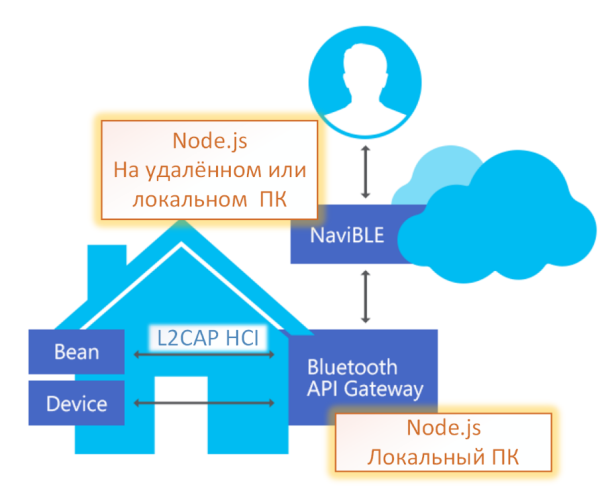 Node.js
На удалённом или
локальном ПК
NaviBLE
L2CAP HCI
Bean
Device
Bluetooth
API Gateway
Node.js
Локальный ПК